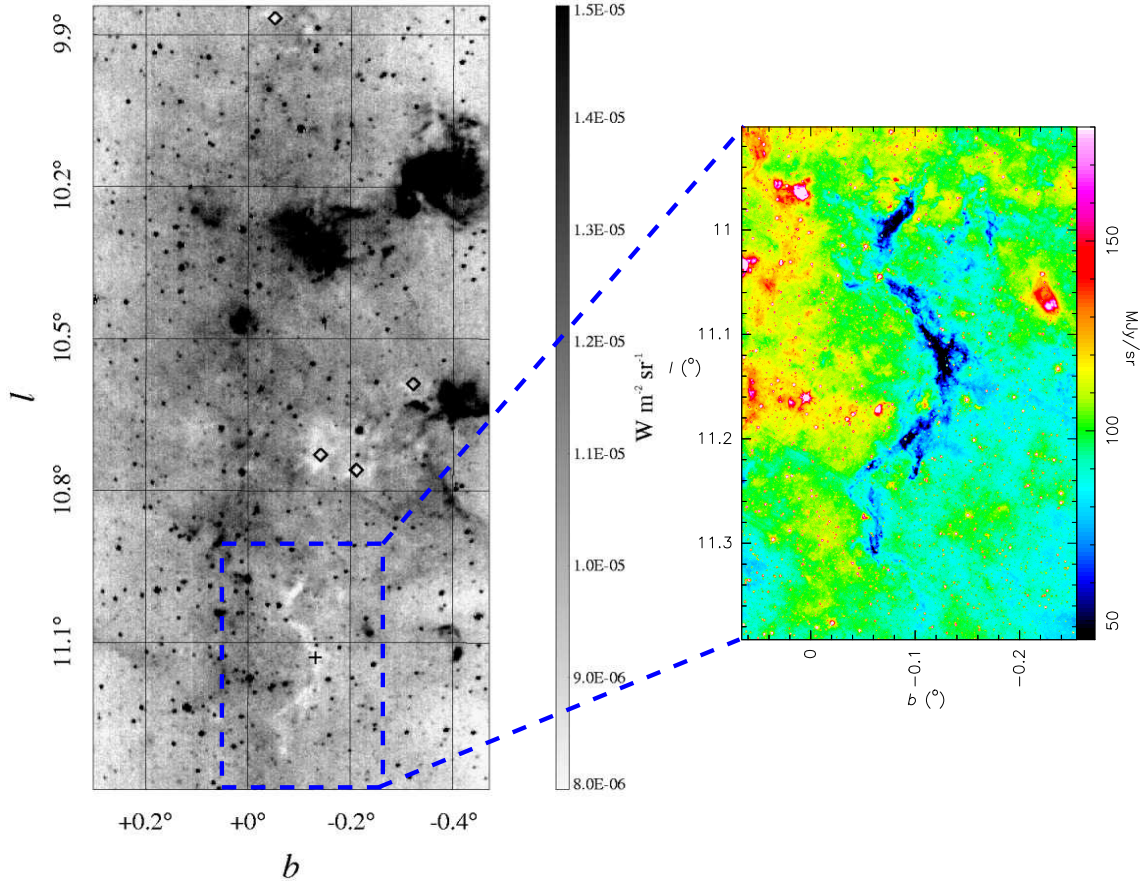 9.9°
10.2°
10.5°
10.8°
11.1°
l
+0.2°
+0°
-0.2°
-0.4°
b
1.5E-05
1.4E-05
1.3E-05
1.2E-05
1.1E-05
1.0E-05
9.0E-06
8.0E-06
W m⁻² sr⁻¹
11
11.1
11.2
11.3
l (°)
0
−0.1
−0.2
b (°)
150
100
50
MJy/sr